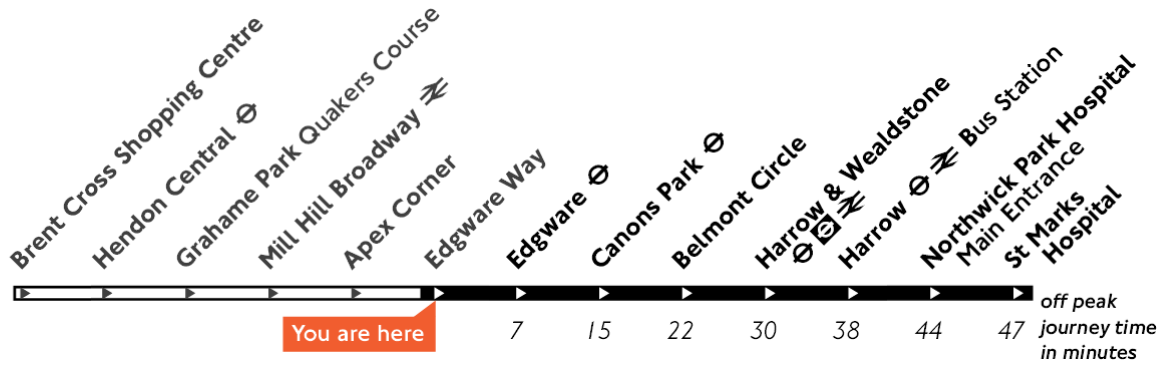 Brent Cross Shopping Centre
Hendon Central
Grahame Park Quakers Course
Mill Hill Broadway
Apex Corner
Edgware Way
Edgware
Canons Park
Belmont Circle
Harrow & Wealdstone
Harrow Bus Station
Northwick Park Hospital
Main Entrance
St Marks
Hospital
You are here
7 15 22 30 38 44 47
off peak
journey time
in minutes